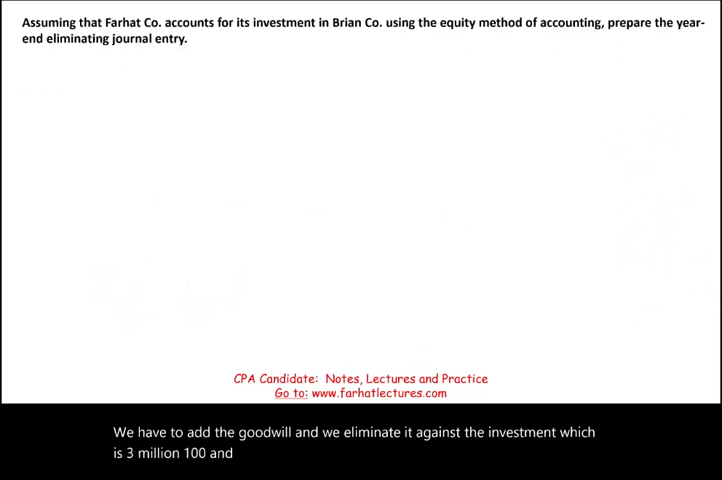 Assuming that Farhat Co. accounts for its investment in Brian Co. using the equity method of accounting, prepare the year-
end eliminating journal entry.
CPA Candidate: Notes, Lectures and Practice
Go to: www.farhatlectures.com
We have to add the goodwill and we eliminate it against the investment which
is 3 million 100 and